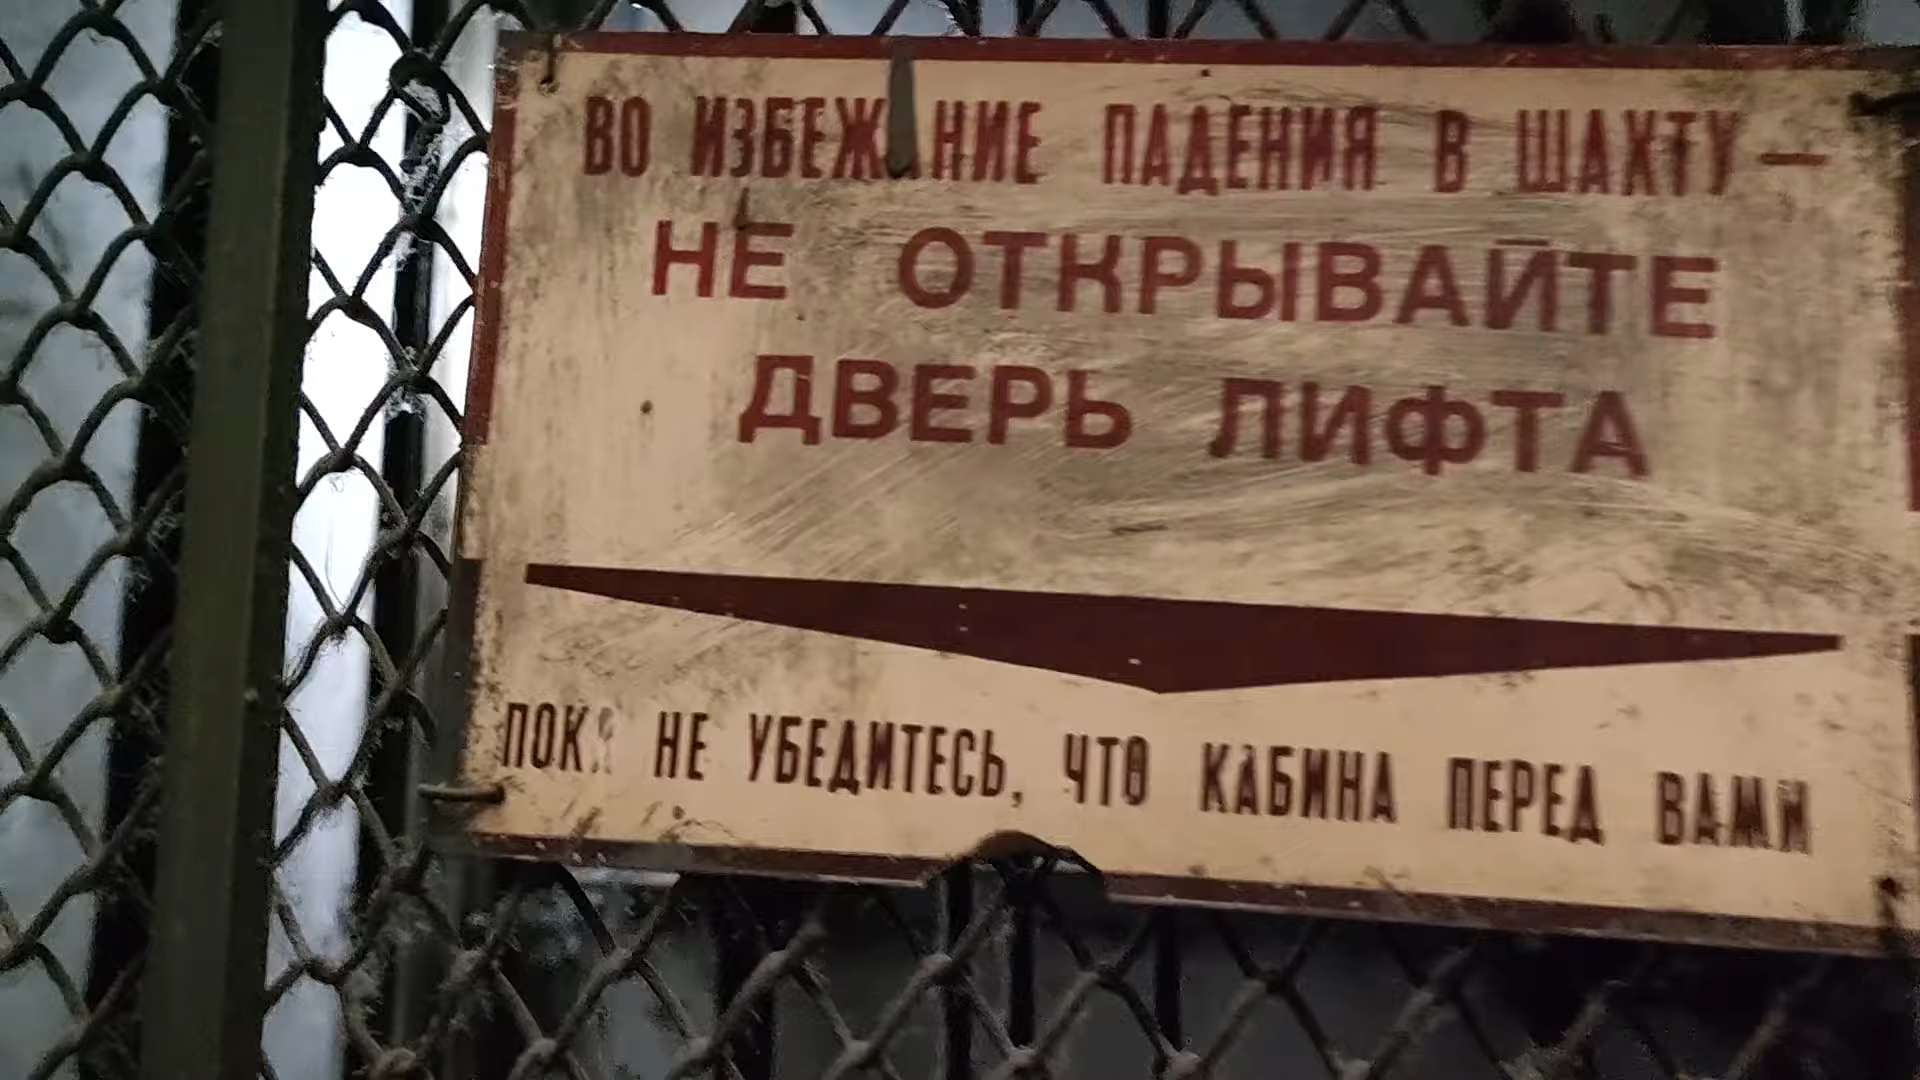 ВО ИЗБЕЖАНИЕ ПАДЕНИЯ В ШАХТУ —
НЕ ОТКРЫВАЙТЕ
ДВЕРЬ ЛИФТА
ПОКА НЕ УБЕДИТЕСЬ, ЧТО КАБИНА ПЕРЕД ВАМИ